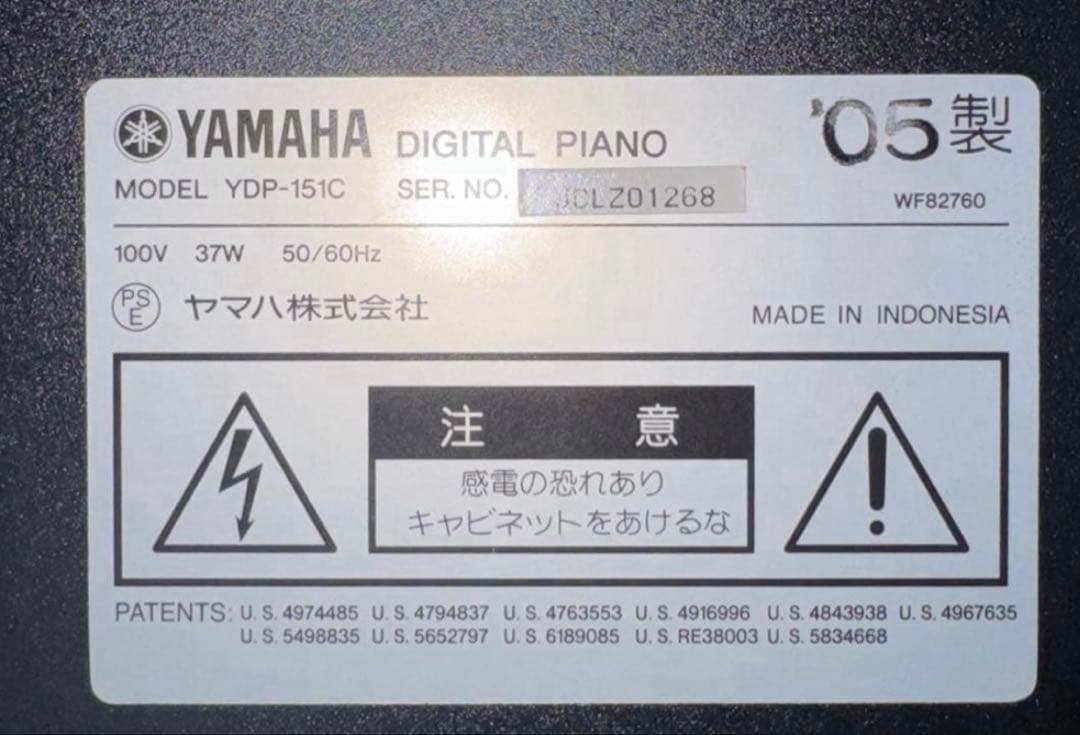 YAMAHA DIGITAL PIANO '05製
MODEL YDP-151C SER. NO. UCLZ01268 WF82760
100V 37W 50/60Hz
PSE ヤマハ株式会社 MADE IN INDONESIA
注意
感電の恐れあり
キャビネットをあけるな
PATENTS: U.S.4974485 U.S.4794837 U.S.4763553 U.S.4916996 U.S.4843938 U.S.4967635
U.S.5498835 U.S.5652797 U.S.6189085 U.S.RE38003 U.S.5834668